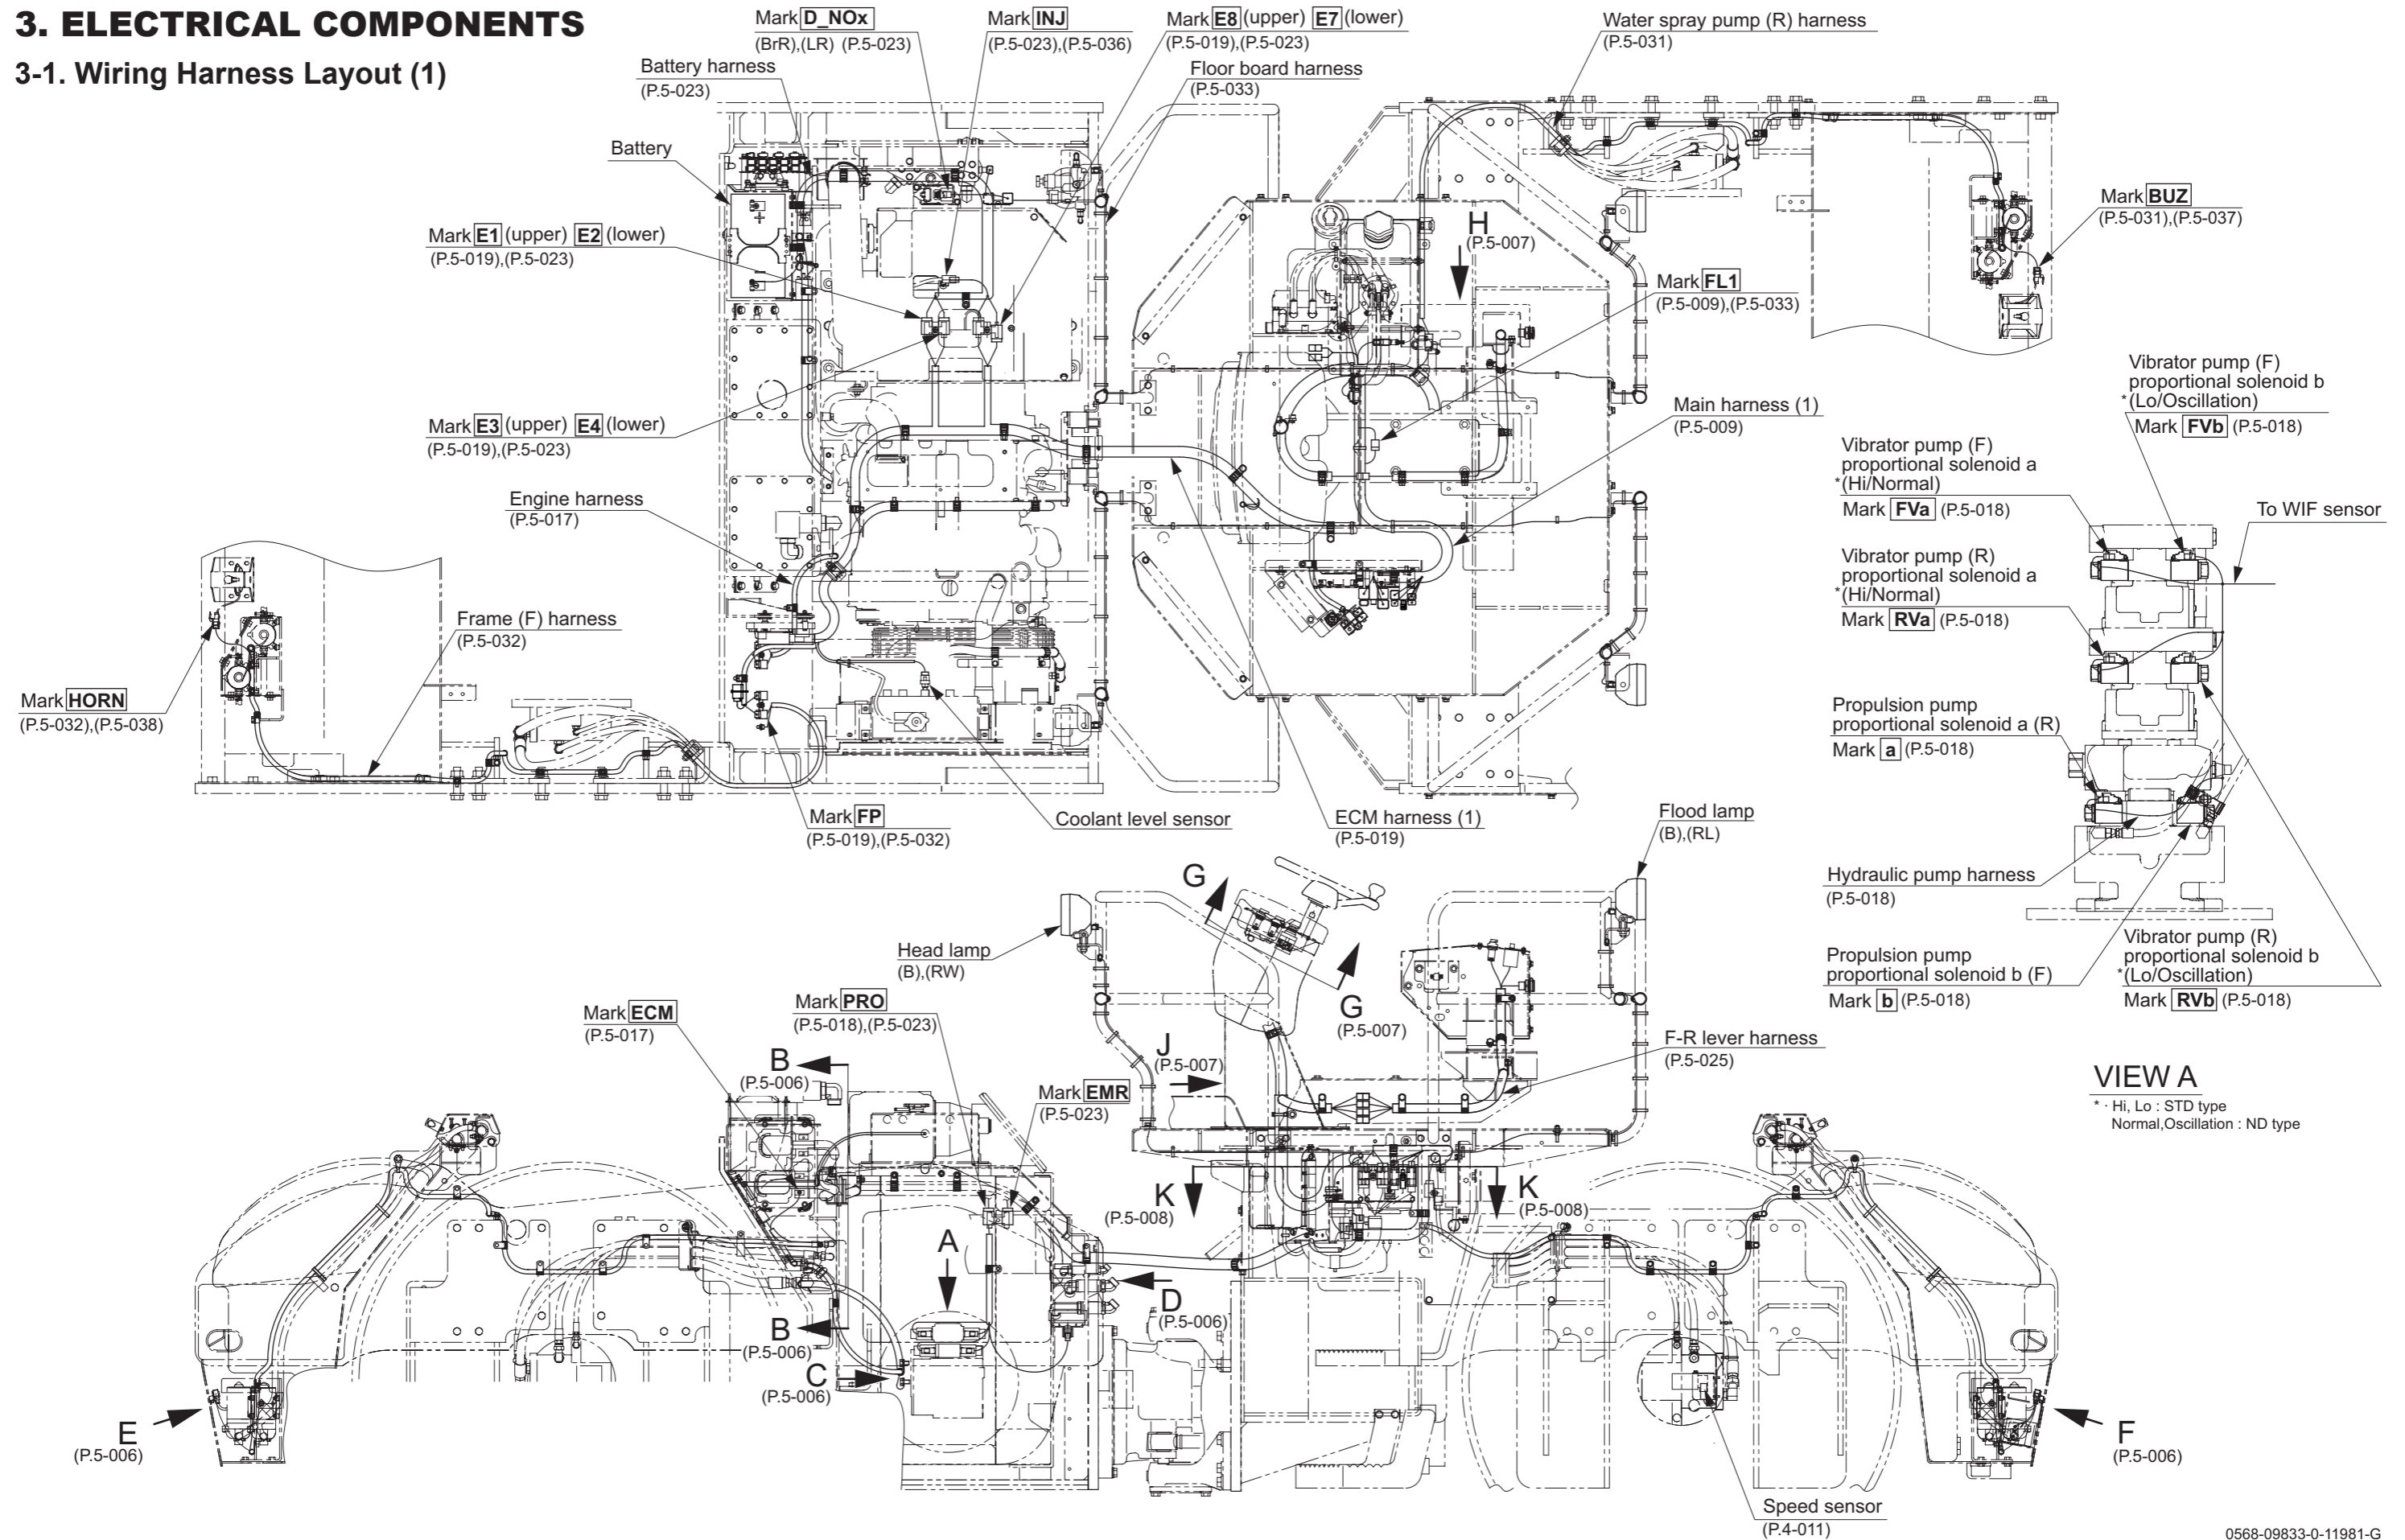 3. ELECTRICAL COMPONENTS
3-1. Wiring Harness Layout (1)
Mark D_NOx
(BrR),(LR) (P.5-023)
Mark INJ
(P.5-023),(P.5-036)
Mark E8 (upper) E7 (lower)
(P.5-019),(P.5-023)
Water spray pump (R) harness
(P.5-031)
Battery harness
(P.5-023)
Floor board harness
(P.5-033)
Battery
Mark BUZ
(P.5-031),(P.5-037)
Mark E1 (upper) E2 (lower)
(P.5-019),(P.5-023)
H
(P.5-007)
Mark FL1
(P.5-009),(P.5-033)
Vibrator pump (F)
proportional solenoid b
*(Lo/Oscillation)
Mark FVb (P.5-018)
Mark E3 (upper) E4 (lower)
(P.5-019),(P.5-023)
Main harness (1)
(P.5-009)
Vibrator pump (F)
proportional solenoid a
*(Hi/Normal)
Mark FVa (P.5-018)
Engine harness
(P.5-017)
To WIF sensor
Vibrator pump (R)
proportional solenoid a
*(Hi/Normal)
Mark RVa (P.5-018)
Frame (F) harness
(P.5-032)
Mark HORN
(P.5-032),(P.5-038)
Propulsion pump
proportional solenoid a (R)
Mark a (P.5-018)
Mark FP
(P.5-019),(P.5-032)
Coolant level sensor
ECM harness (1)
(P.5-019)
Flood lamp
(B),(RL)
Hydraulic pump harness
(P.5-018)
G
Head lamp
(B),(RW)
G
(P.5-007)
Propulsion pump
proportional solenoid b (F)
Mark b (P.5-018)
Vibrator pump (R)
proportional solenoid b
*(Lo/Oscillation)
Mark RVb (P.5-018)
Mark ECM
(P.5-017)
Mark PRO
(P.5-018),(P.5-023)
B
(P.5-006)
J
(P.5-007)
F-R lever harness
(P.5-025)
Mark EMR
(P.5-023)
VIEW A
* · Hi, Lo : STD type
Normal,Oscillation : ND type
K
(P.5-008)
K
(P.5-008)
A
D
(P.5-006)
B
(P.5-006)
C
(P.5-006)
E
(P.5-006)
F
(P.5-006)
Speed sensor
(P.4-011)
0568-09833-0-11981-G